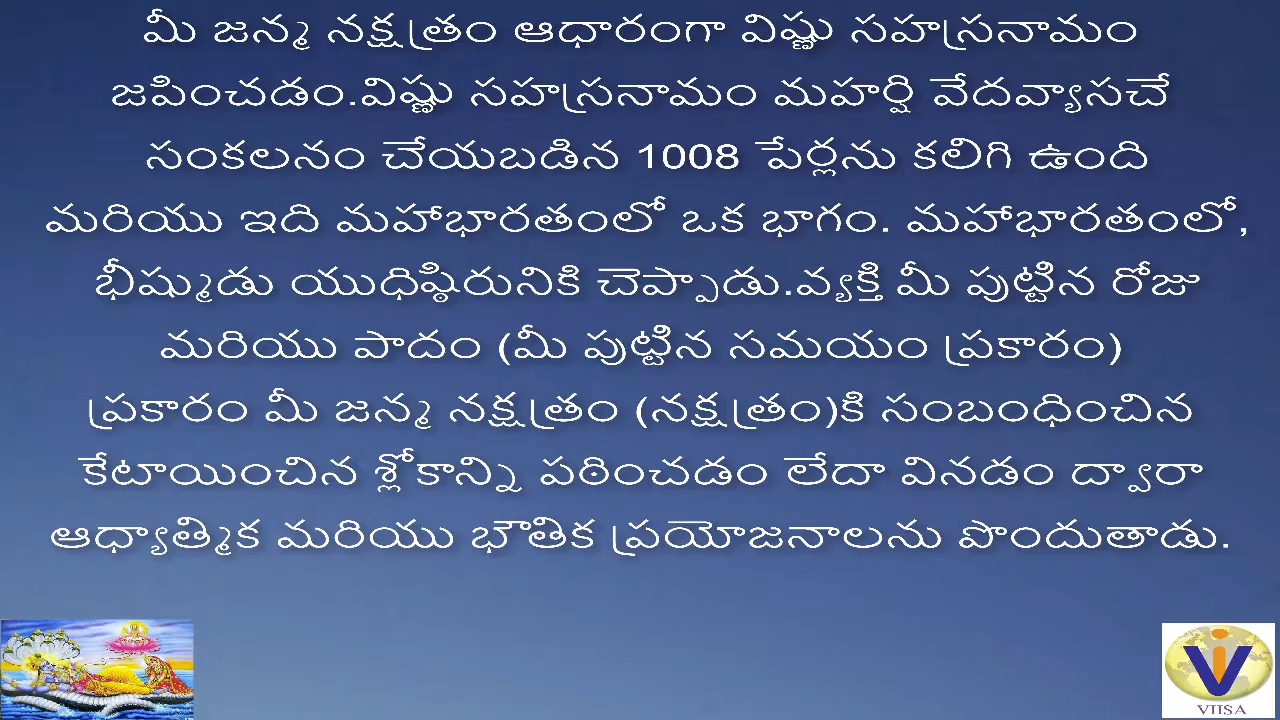 మీ జన్మ నక్షత్రం ఆధారంగా విష్ణు సహస్రనామం
జపించడం.విష్ణు సహస్రనామం మహర్షి వేదవ్యాసచే
సంకలనం చేయబడిన 1008 పేర్లను కలిగి ఉంది
మరియు ఇది మహాభారతంలో ఒక భాగం. మహాభారతంలో,
భీష్ముడు యుధిష్ఠిరునికి చెప్పాడు.వ్యక్తి మీ పుట్టిన రోజు
మరియు పాదం (మీ పుట్టిన సమయం ప్రకారం)
ప్రకారం మీ జన్మ నక్షత్రం (నక్షత్రం)కి సంబంధించిన
కేటాయించిన శ్లోకాన్ని పఠించడం లేదా వినడం ద్వారా
ఆధ్యాత్మిక మరియు భౌతిక ప్రయోజనాలను పొందుతాడు.
VIISA